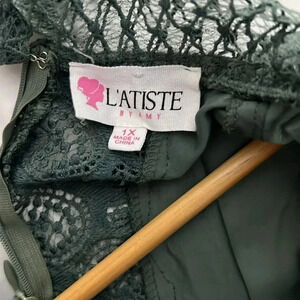 L'ATISTE
BY AMY
1X
MADE IN
CHINA